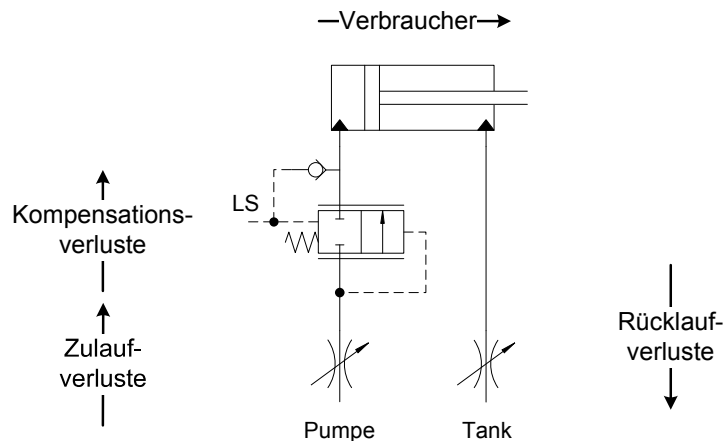 Verbraucher
LS
Kompensations-
verluste
Zulauf-
verluste
Rücklauf-
verluste
Pumpe
Tank